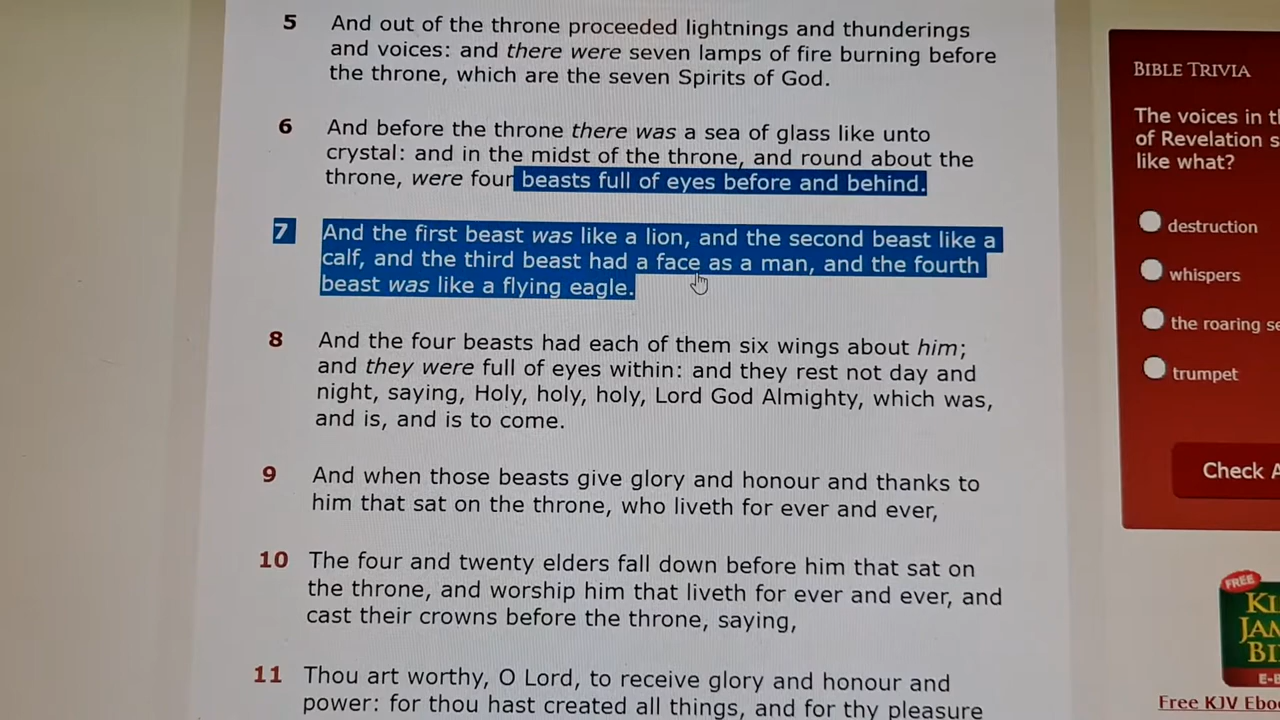 5 And out of the throne proceeded lightnings and thunderings
and voices: and there were seven lamps of fire burning before
the throne, which are the seven Spirits of God.
6 And before the throne there was a sea of glass like unto
crystal: and in the midst of the throne, and round about the
throne, were four beasts full of eyes before and behind.
7 And the first beast was like a lion, and the second beast like a
calf, and the third beast had a face as a man, and the fourth
beast was like a flying eagle.
8 And the four beasts had each of them six wings about him;
and they were full of eyes within: and they rest not day and
night, saying, Holy, holy, holy, Lord God Almighty, which was,
and is, and is to come.
9 And when those beasts give glory and honour and thanks to
him that sat on the throne, who liveth for ever and ever,
10 The four and twenty elders fall down before him that sat on
the throne, and worship him that liveth for ever and ever, and
cast their crowns before the throne, saying,
11 Thou art worthy, O Lord, to receive glory and honour and
power: for thou hast created all things, and for thy pleasure
BIBLE TRIVIA
The voices in
of Revelation
like what?
destruction
whispers
the roaring
trumpet
Check
FREE
Free KJV